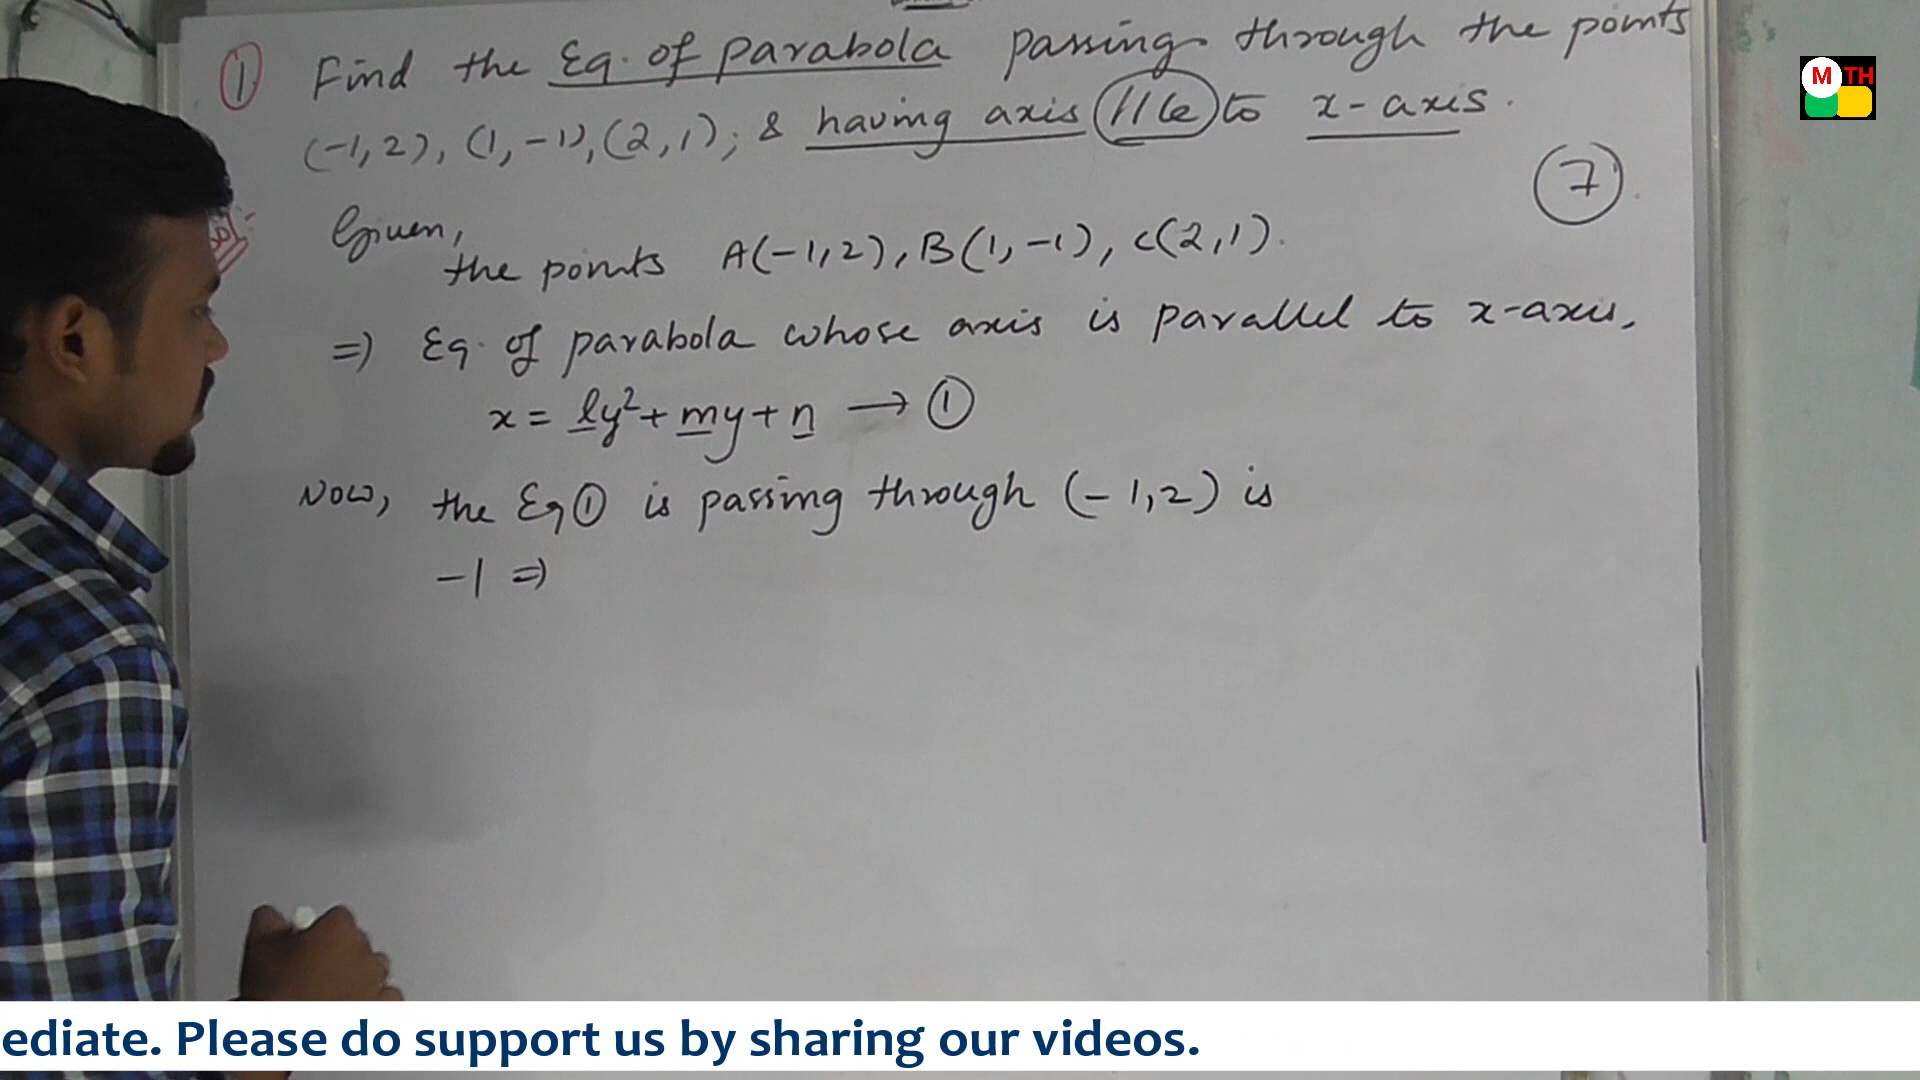 ① Find the Eq. of parabola passing through the points
(-1,2), (1,-1), (2,1); & having axis //le to x-axis.
7
Given,
the points A(-1,2), B(1,-1), C(2,1).
=) Eq. of parabola whose axis is parallel to x-axis,
x = ly²+ my + n → ①
Now, the Eq ① is passing through (-1,2) is
-1 =)
M TH
ediate. Please do support us by sharing our videos.